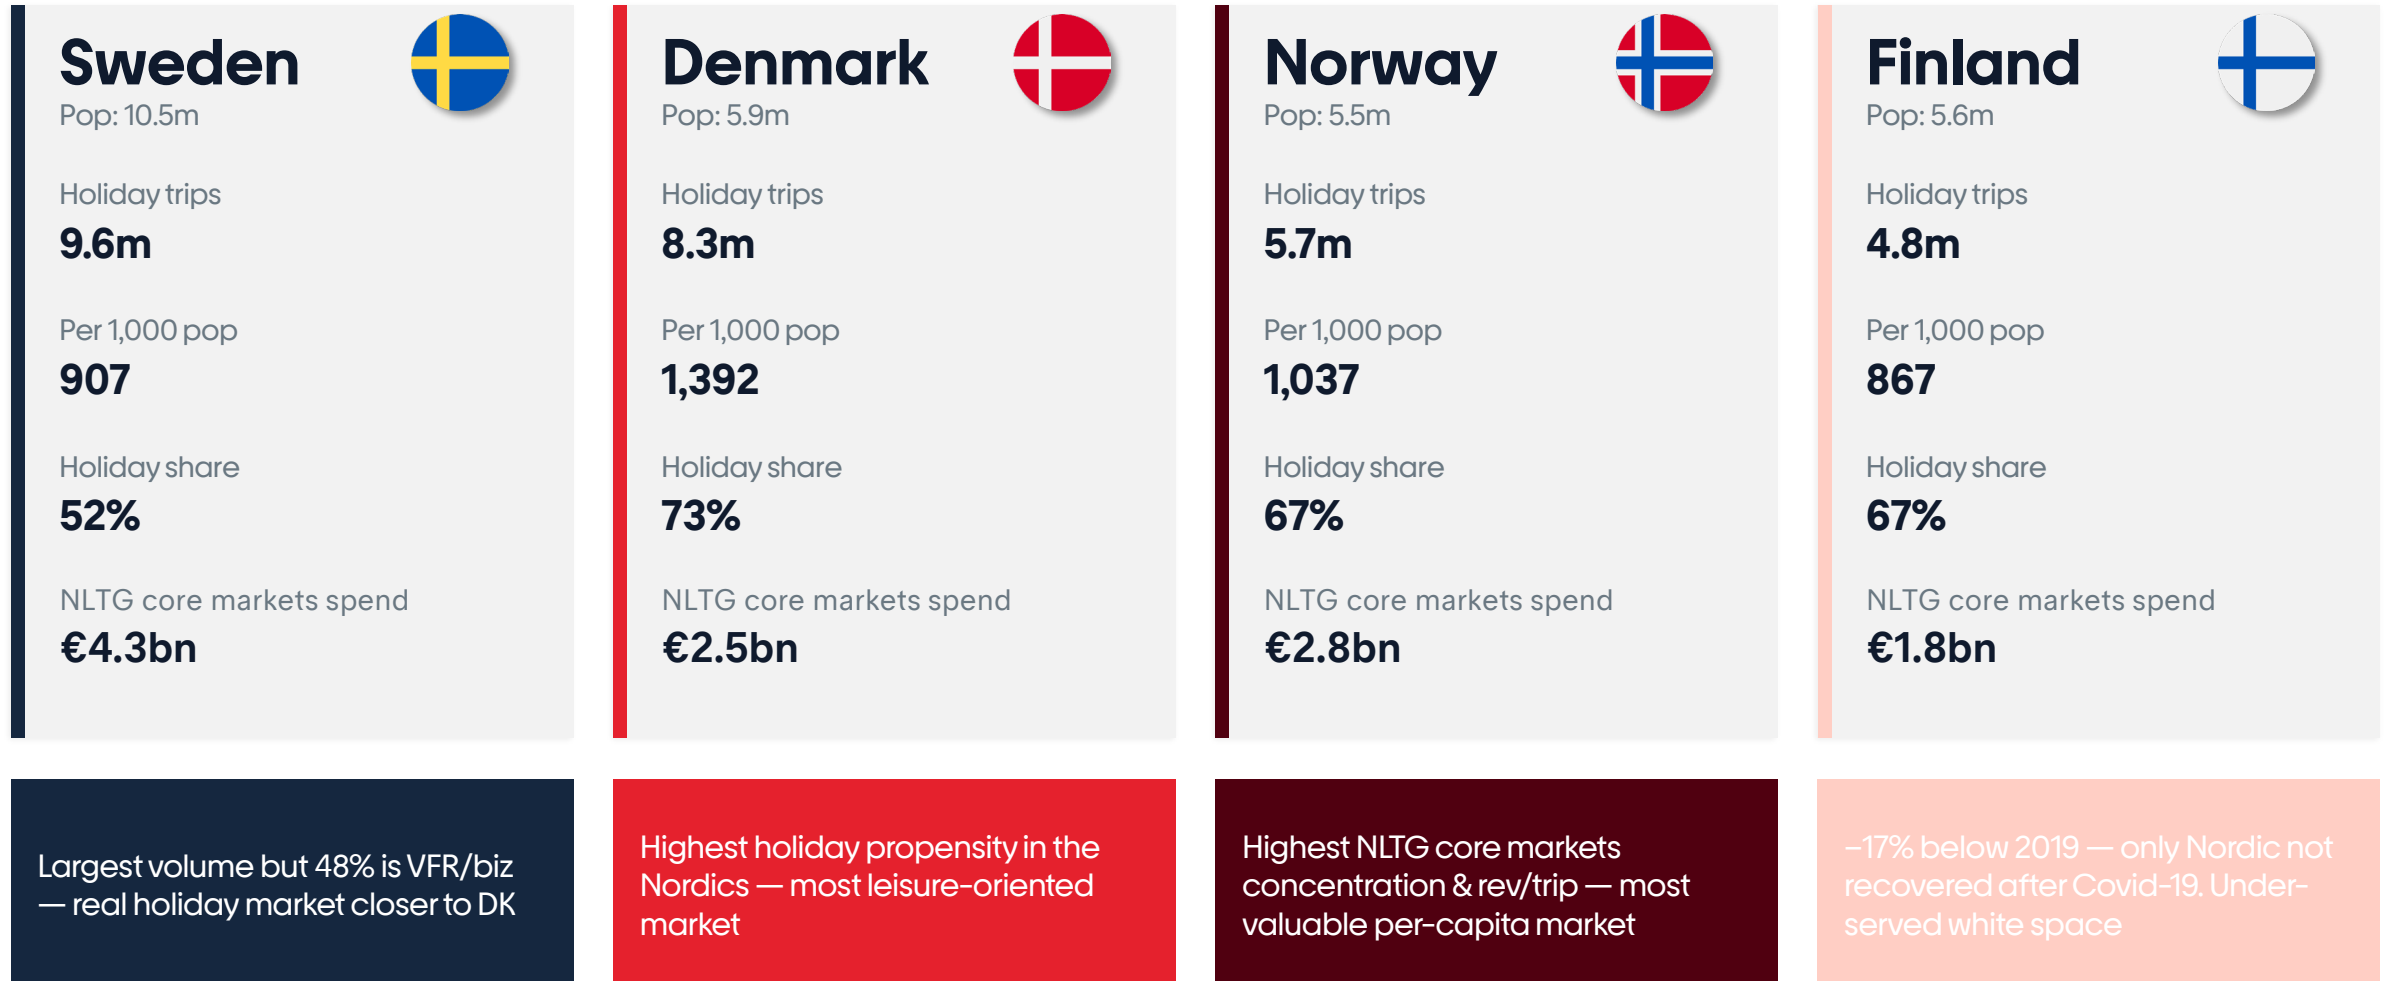 Sweden
Pop: 10.5m
Holiday trips
9.6m
Per 1,000 pop
907
Holiday share
52%
NLTG core markets spend
€4.3bn
Largest volume but 48% is VFR/biz
— real holiday market closer to DK
Denmark
Pop: 5.9m
Holiday trips
8.3m
Per 1,000 pop
1,392
Holiday share
73%
NLTG core markets spend
€2.5bn
Highest holiday propensity in the
Nordics — most leisure-oriented
market
Norway
Pop: 5.5m
Holiday trips
5.7m
Per 1,000 pop
1,037
Holiday share
67%
NLTG core markets spend
€2.8bn
Highest NLTG core markets
concentration & rev/trip — most
valuable per-capita market
Finland
Pop: 5.6m
Holiday trips
4.8m
Per 1,000 pop
867
Holiday share
67%
NLTG core markets spend
€1.8bn
−17% below 2019 — only Nordic not
recovered after Covid-19. Under-
served white space